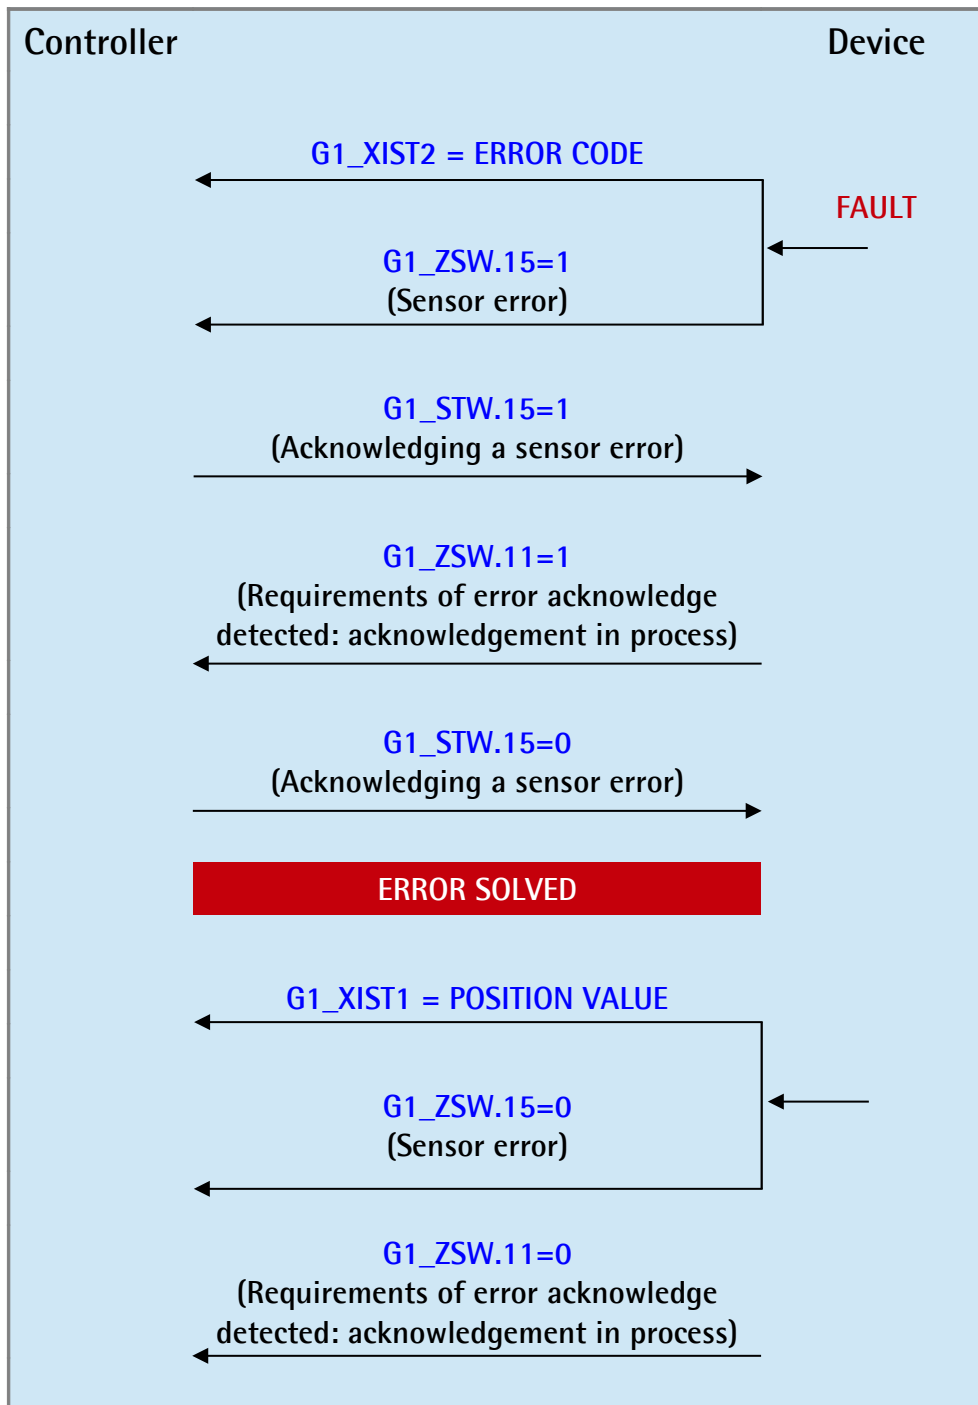 Controller
Device
G1_XIST2 = ERROR CODE
FAULT
G1_ZSW.15=1
(Sensor error)
G1_STW.15=1
(Acknowledging a sensor error)
G1_ZSW.11=1
(Requirements of error acknowledge
detected: acknowledgement in process)
G1_STW.15=0
(Acknowledging a sensor error)
ERROR SOLVED
G1_XIST1 = POSITION VALUE
G1_ZSW.15=0
(Sensor error)
G1_ZSW.11=0
(Requirements of error acknowledge
detected: acknowledgement in process)